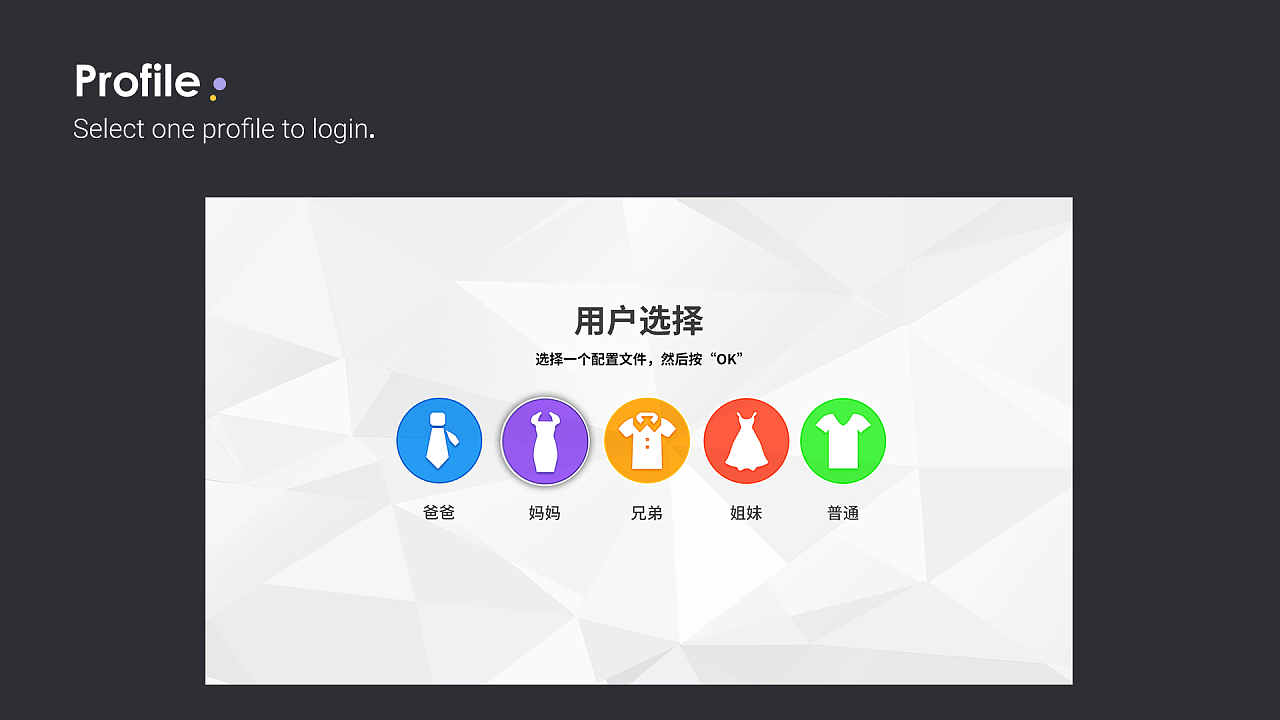 Profile
Select one profile to login.
用户选择
选择一个配置文件，然后按“OK”
爸爸
妈妈
兄弟
姐妹
普通